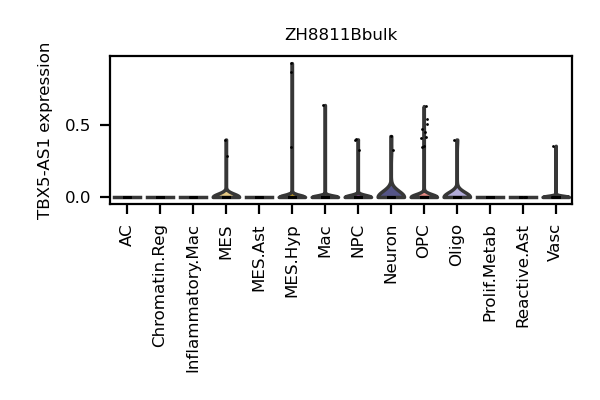 ZH8811Bbulk
TBX5-AS1 expression
0.5
0.0
AC
Chromatin.Reg
Inflammatory.Mac
MES
MES.Ast
MES.Hyp
Mac
NPC
Neuron
OPC
Oligo
Prolif.Metab
Reactive.Ast
Vasc